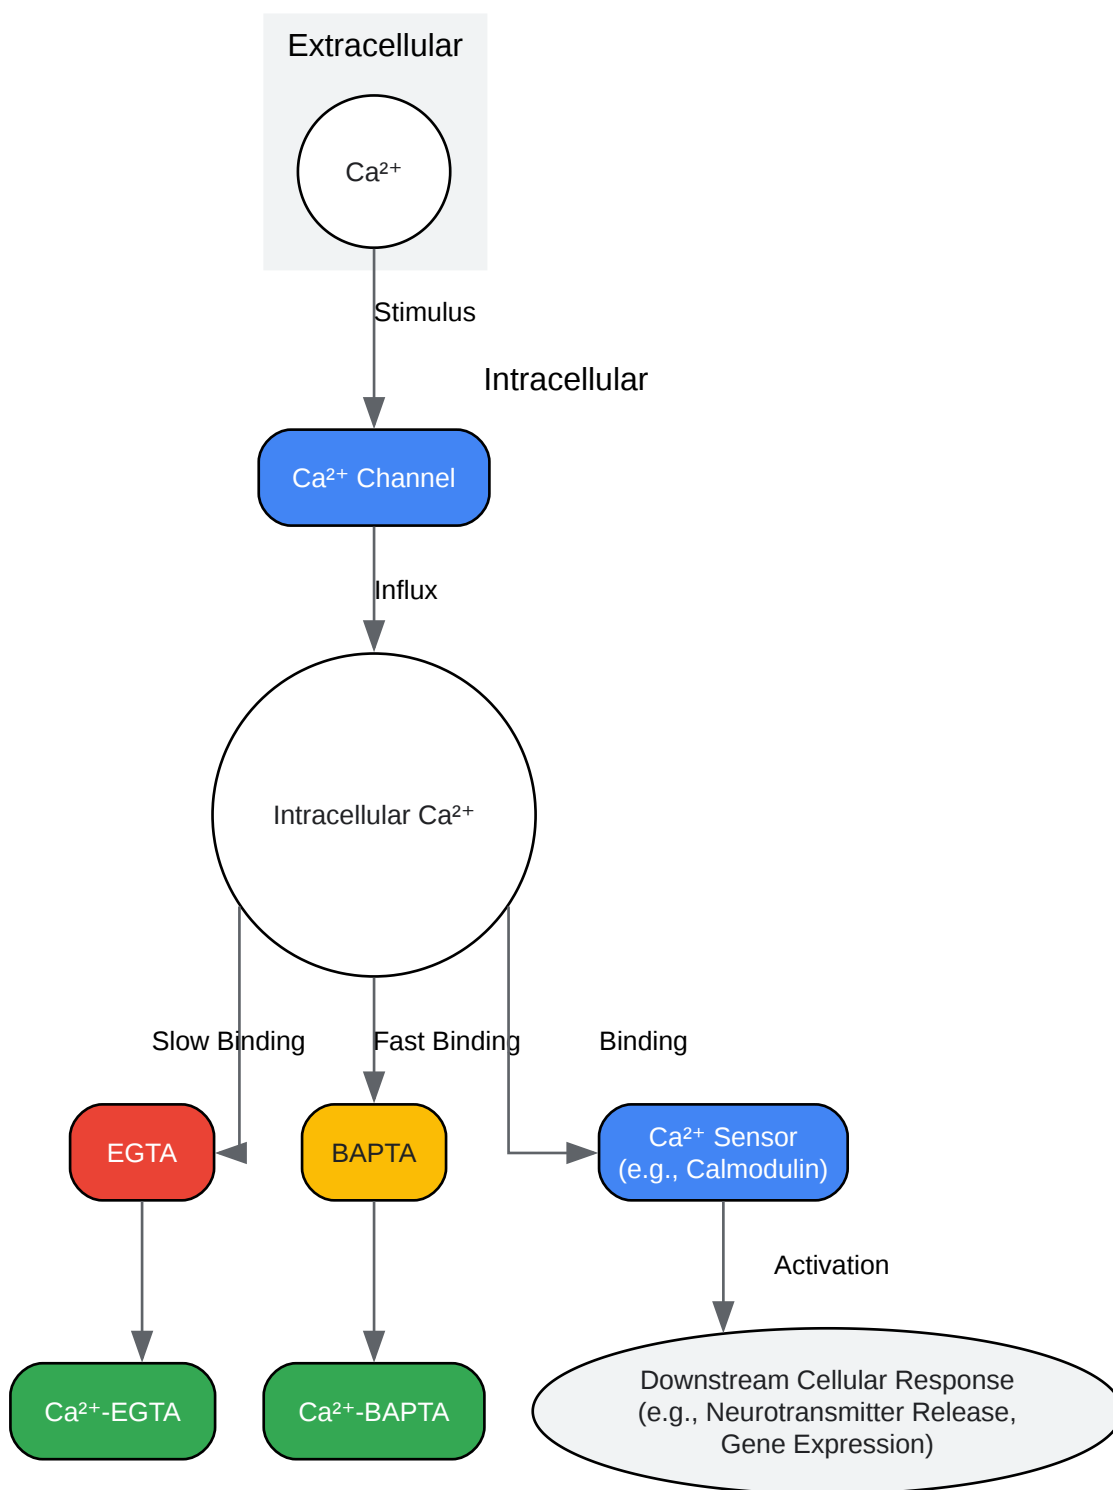 Extracellular
Ca²⁺
Stimulus
Intracellular
Ca²⁺ Channel
Influx
Intracellular Ca²⁺
Slow Binding
Fast Binding
Binding
EGTA
BAPTA
Ca²⁺ Sensor
(e.g., Calmodulin)
Activation
Ca²⁺-EGTA
Ca²⁺-BAPTA
Downstream Cellular Response
(e.g., Neurotransmitter Release,
Gene Expression)